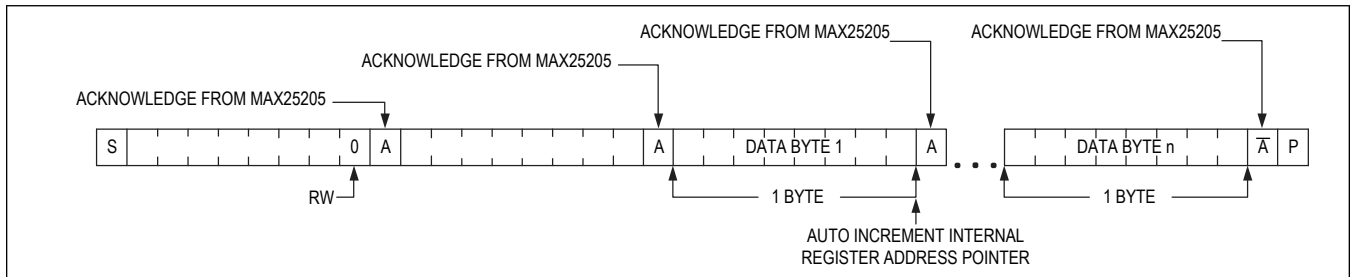 ACKNOWLEDGE FROM MAX25205
ACKNOWLEDGE FROM MAX25205
ACKNOWLEDGE FROM MAX25205
ACKNOWLEDGE FROM MAX25205
S 0 A A DATA BYTE 1 A ... DATA BYTE n A̅ P
RW
1 BYTE
1 BYTE
AUTO INCREMENT INTERNAL
REGISTER ADDRESS POINTER